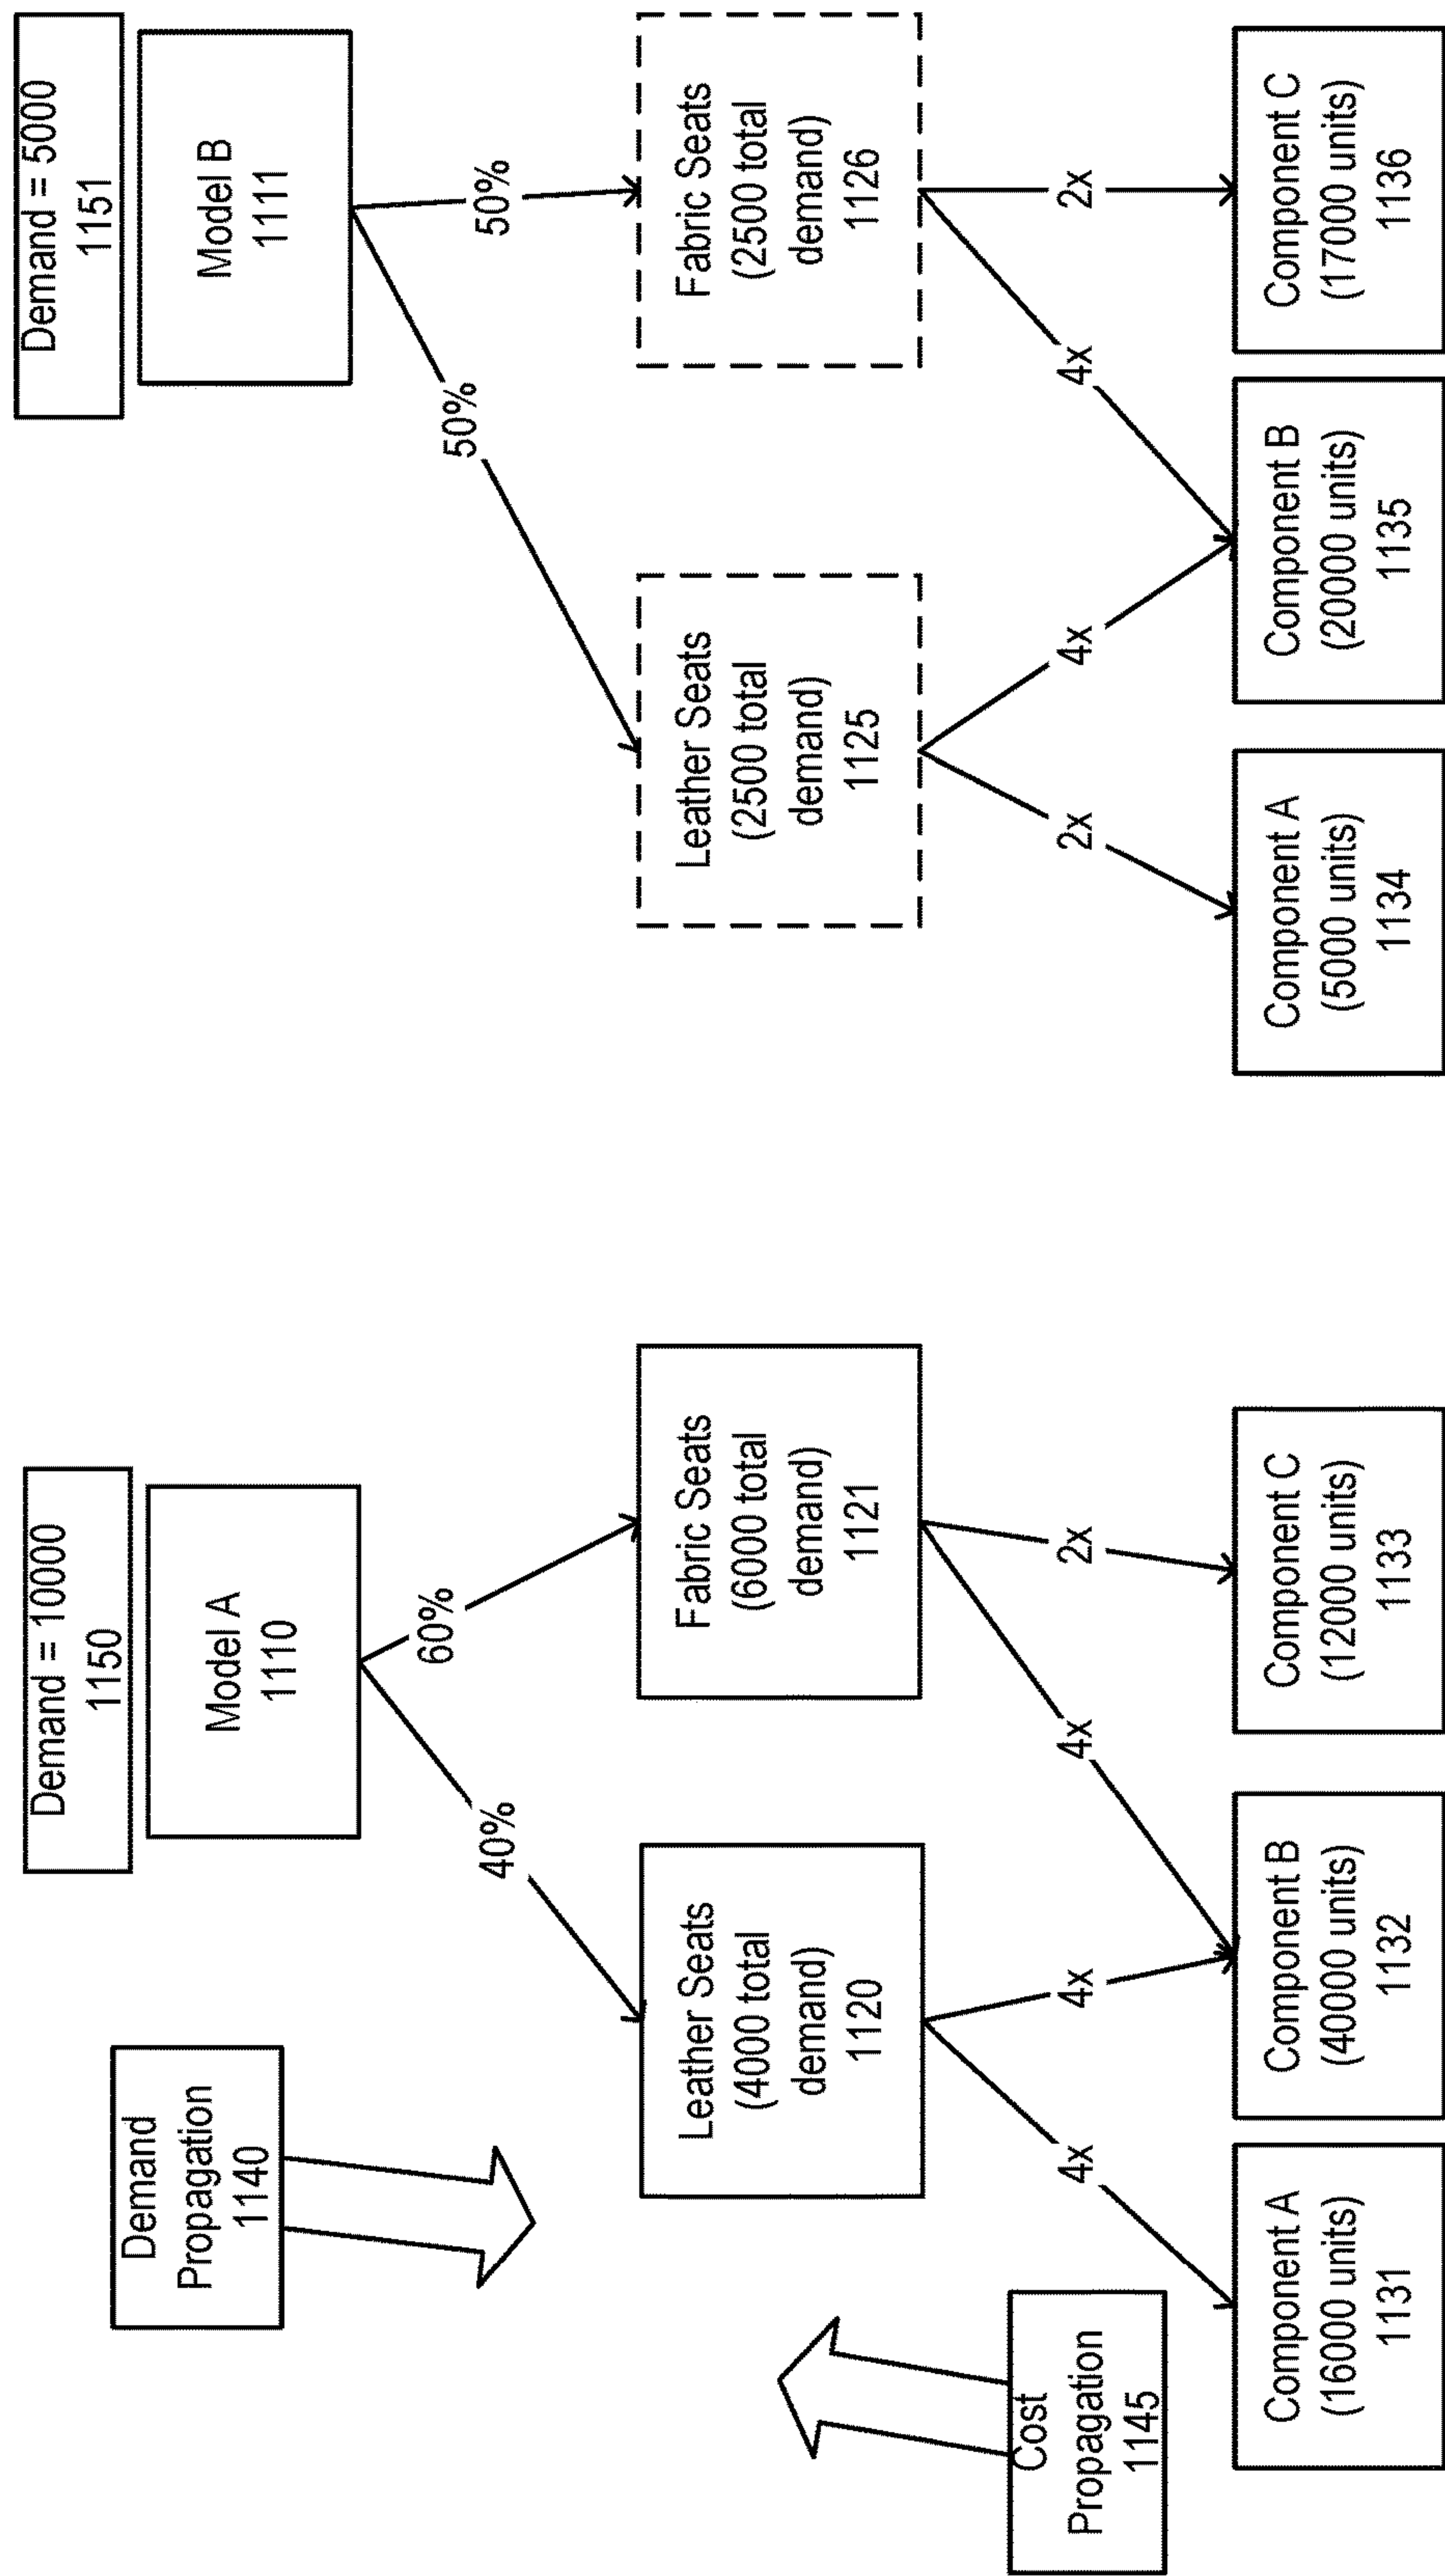 Demand = 10000
1150
Demand = 5000
1151
Demand
Propagation
1140
Model A
1110
Model B
1111
40%
60%
50%
50%
Leather Seats
(4000 total
demand)
1120
Fabric Seats
(6000 total
demand)
1121
Leather Seats
(2500 total
demand)
1125
Fabric Seats
(2500 total
demand)
1126
Cost
Propagation
1145
4x
4x
4x
2x
2x
4x
4x
2x
Component A
(16000 units)
1131
Component B
(40000 units)
1132
Component C
(12000 units)
1133
Component A
(5000 units)
1134
Component B
(20000 units)
1135
Component C
(17000 units)
1136